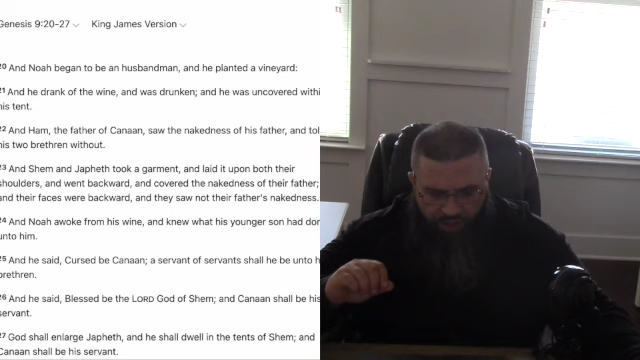 Genesis 9:20-27 King James Version
20 And Noah began to be an husbandman, and he planted a vineyard:
21 And he drank of the wine, and was drunken; and he was uncovered withi
his tent.
22 And Ham, the father of Canaan, saw the nakedness of his father, and tol
his two brethren without.
23 And Shem and Japheth took a garment, and laid it upon both their
shoulders, and went backward, and covered the nakedness of their father;
and their faces were backward, and they saw not their father's nakedness.
24 And Noah awoke from his wine, and knew what his younger son had don
unto him.
25 And he said, Cursed be Canaan; a servant of servants shall he be unto h
brethren.
26 And he said, Blessed be the LORD God of Shem; and Canaan shall be his
servant.
27 God shall enlarge Japheth, and he shall dwell in the tents of Shem; and
Canaan shall be his servant.